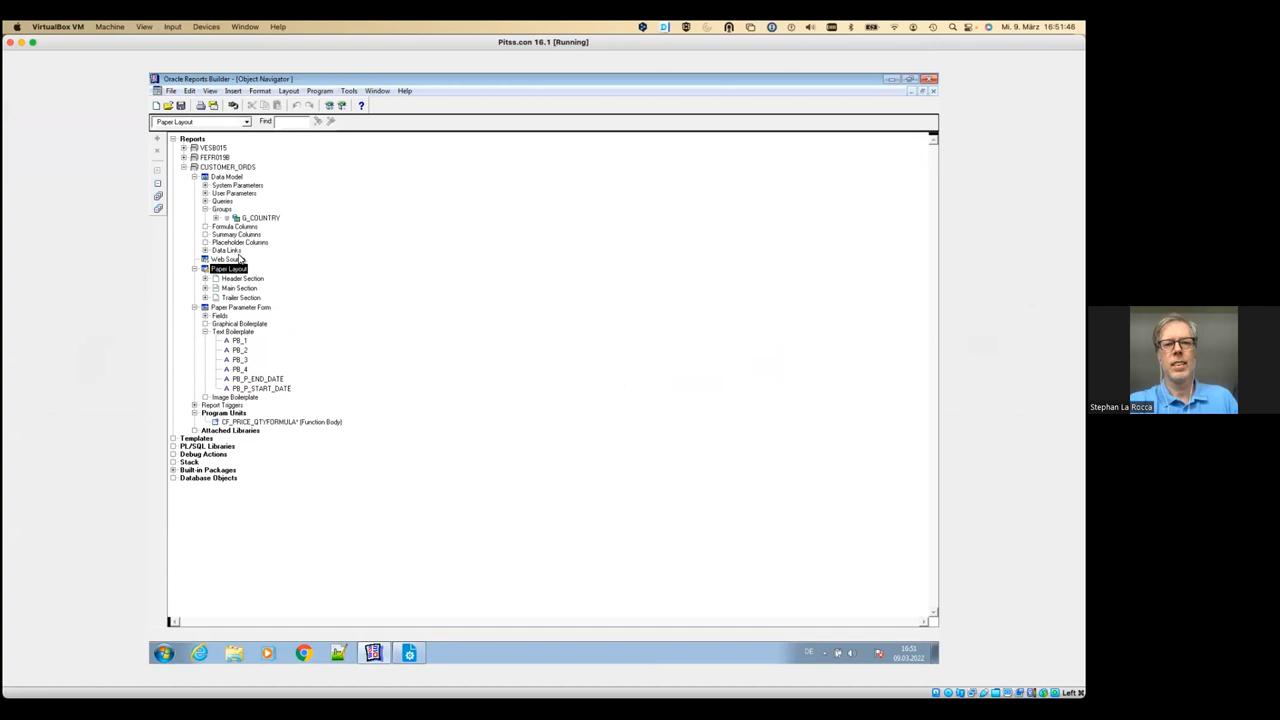 VirtualBox VM Machine View Input Devices Window Help
Mi. 9. März 16:51:46
Pitss.con 16.1 [Running]
Oracle Reports Builder - [Object Navigator ]
File Edit View Insert Format Layout Program Tools Window Help
Paper Layout Find:
Reports
VESB015
FEFR019B
CUSTOMER_ORDS
Data Model
System Parameters
User Parameters
Queries
Groups
G_COUNTRY
Formula Columns
Summary Columns
Placeholder Columns
Data Links
Web
Paper Layout
Header Section
Main Section
Trailer Section
Paper Parameter Form
Fields
Graphical Boilerplate
Text Boilerplate
PB_1
PB_2
PB_3
PB_4
PB_P_END_DATE
PB_P_START_DATE
Image Boilerplate
Report Triggers
Program Units
CF_PRICE_QTYFORMULA* (Function Body)
Attached Libraries
Templates
PL/SQL Libraries
Debug Actions
Stack
Built-in Packages
Database Objects
Stephan La Rocca
DE
16:51
09.03.2022
Left ⌘